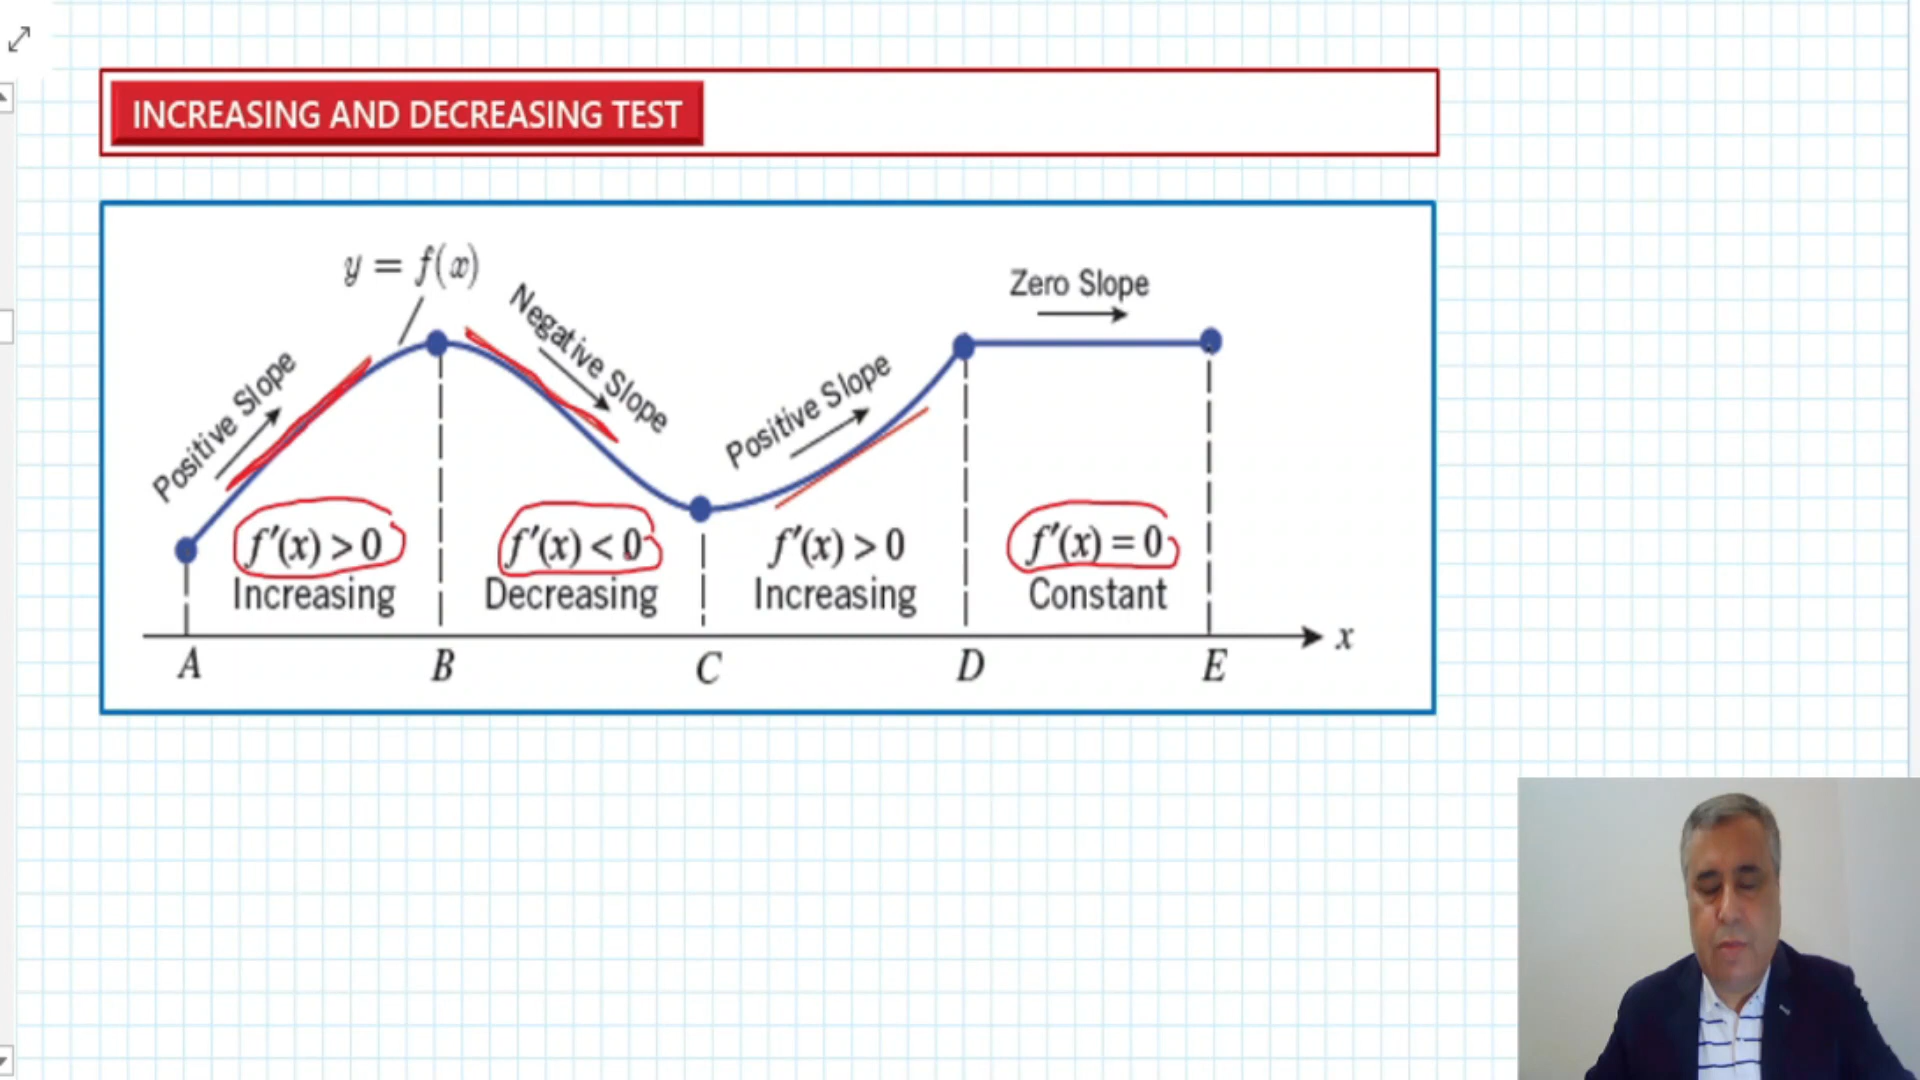 INCREASING AND DECREASING TEST
y = f(x)
Positive Slope
Negative Slope
Positive Slope
Zero Slope
f′(x) > 0
Increasing
f′(x) < 0
Decreasing
f′(x) > 0
Increasing
f′(x) = 0
Constant
x
A
B
C
D
E